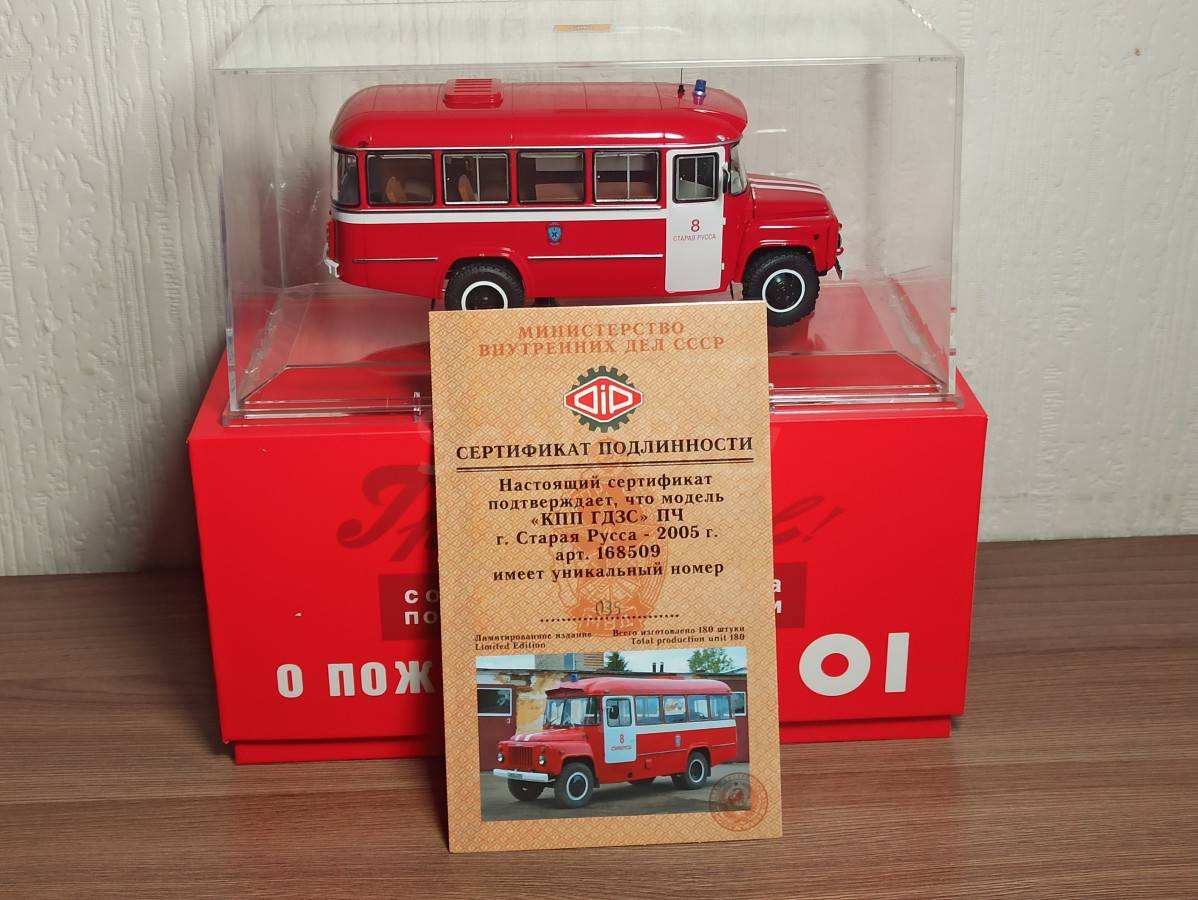 8
СТАРАЯ РУССА
МИНИСТЕРСТВО
ВНУТРЕННИХ ДЕЛ СССР
DiP
СЕРТИФИКАТ ПОДЛИННОСТИ
Настоящий сертификат
подтверждает, что модель
«КПП ГДЗС» ПЧ
г. Старая Русса - 2005 г.
арт. 168509
имеет уникальный номер
035
Лимитированное издание
Limited Edition
Всего изготовлено 180 штуки
Total production unit 180
8
О ПОЖ
01